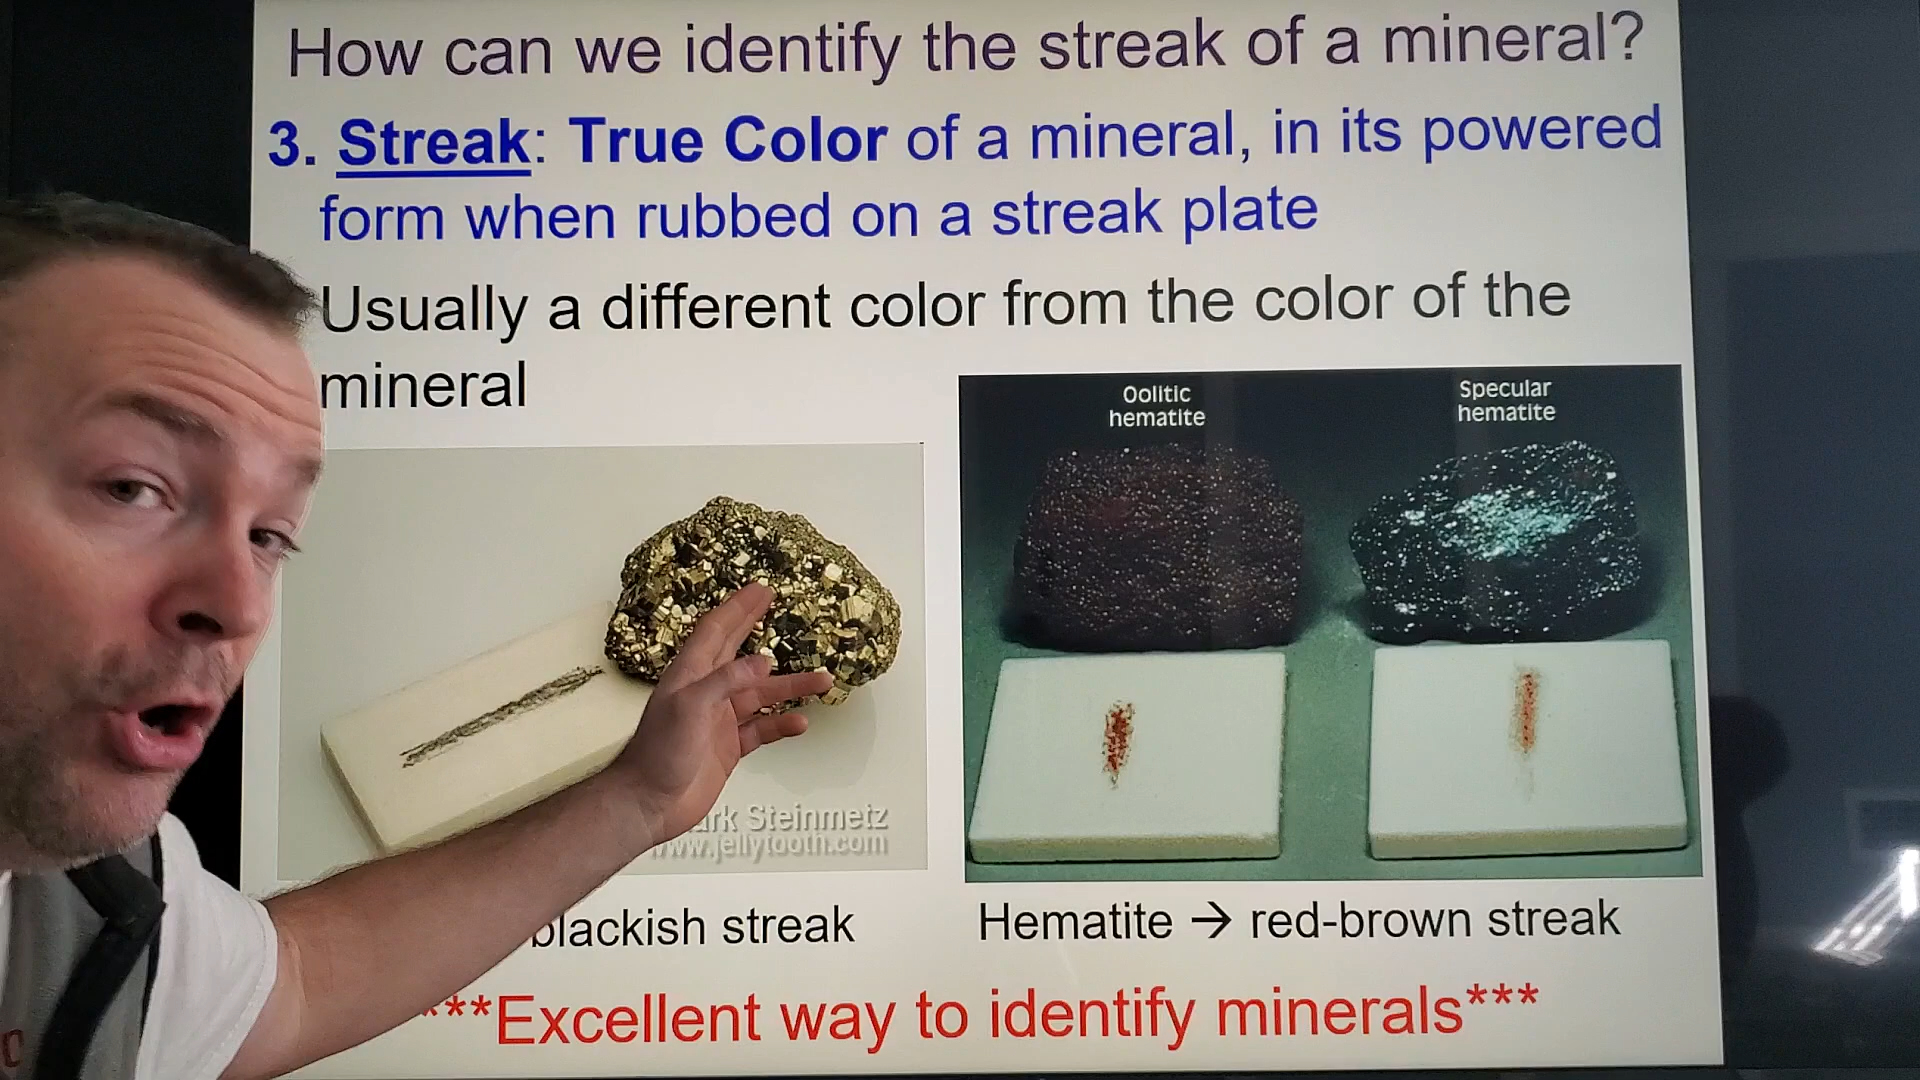 How can we identify the streak of a mineral?
3. Streak: True Color of a mineral, in its powered
form when rubbed on a streak plate
Usually a different color from the color of the
mineral
Oolitic
hematite
Specular
hematite
Steinmetz
www.jellytooth.com
blackish streak
Hematite → red-brown streak
***Excellent way to identify minerals***